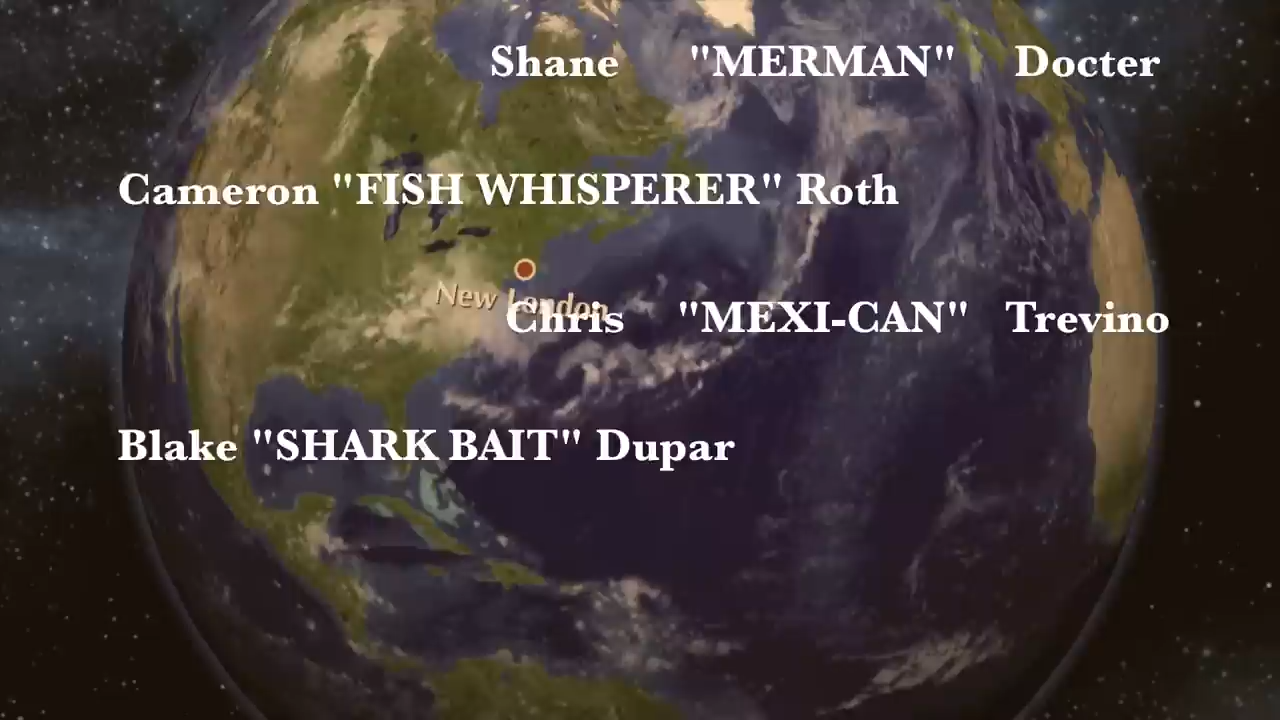 Shane "MERMAN" Docter
Cameron "FISH WHISPERER" Roth
New London
Chris "MEXI-CAN" Trevino
Blake "SHARK BAIT" Dupar